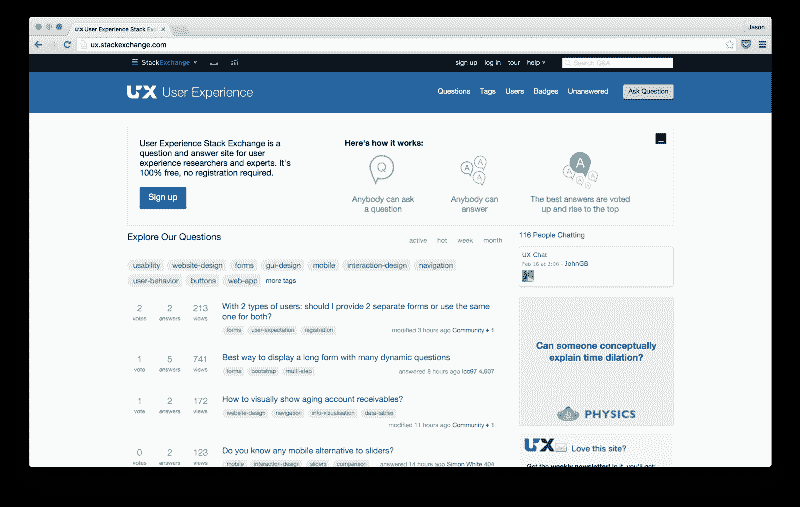 UX User Experience Stack Exc
Jason
ux.stackexchange.com
StackExchange
sign up log in tour help
Search Q&A
UX User Experience
Questions Tags Users Badges Unanswered Ask Question
User Experience Stack Exchange is a
question and answer site for user
experience researchers and experts. It's
100% free, no registration required.
Sign up
Here's how it works:
Q
Anybody can ask
a question
A A A
Anybody can
answer
A A A A
The best answers are voted
up and rise to the top
Explore Our Questions
active hot week month
usability website-design forms gui-design mobile interaction-design navigation
user-behavior buttons web-app more tags
2 2 213
votes answers views
With 2 types of users: should I provide 2 separate forms or use the same
one for both?
forms user-expectation registration
modified 0 hours ago Community ♦ 1
1 5 741
vote answers views
Best way to display a long form with many dynamic questions
forms bootstrap multi-step
answered 8 hours ago locι97 4,507
1 2 172
vote answers views
How to visually show aging account receivables?
website-design navigation info-visualisation data-tables
modified 11 hours ago Community ♦ 1
0 2 123
votes answers views
Do you know any mobile alternative to sliders?
mobile interaction-design sliders comparison
answered 14 hours ago Simon White 404
116 People Chatting
UX Chat
Feb 16 at 2:06 - JohnGB
Can someone conceptually
explain time dilation?
PHYSICS
UX Love this site?
Get the weekly newsletter! In it, you'll get: